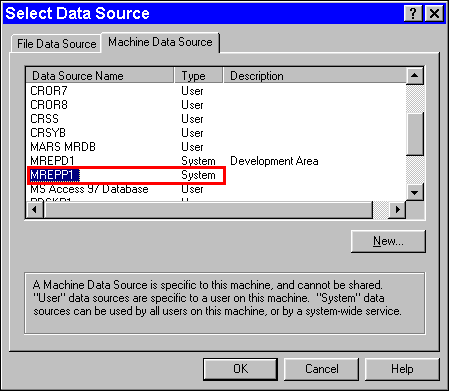 Select Data Source
File Data Source Machine Data Source
Data Source Name Type Description
CROR7 User
CROR8 User
CRSS User
CRSYB User
MARS MRDB User
MREPD1 System Development Area
MREPP1 System
MS Access 97 Database User
New...
A Machine Data Source is specific to this machine, and cannot be shared.
"User" data sources are specific to a user on this machine. "System" data
sources can be used by all users on this machine, or by a system-wide service.
OK Cancel Help